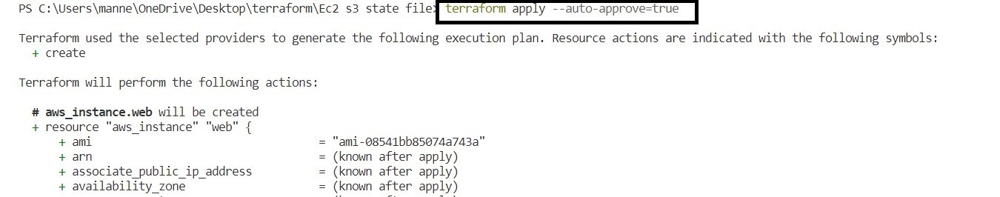 PS C:\Users\manne\OneDrive\Desktop\terraform\Ec2 s3 state file> terraform apply --auto-approve=true
Terraform used the selected providers to generate the following execution plan. Resource actions are indicated with the following symbols:
+ create
Terraform will perform the following actions:
# aws_instance.web will be created
+ resource "aws_instance" "web" {
+ ami = "ami-08541bb85074a743a"
+ arn = (known after apply)
+ associate_public_ip_address = (known after apply)
+ availability_zone = (known after apply)